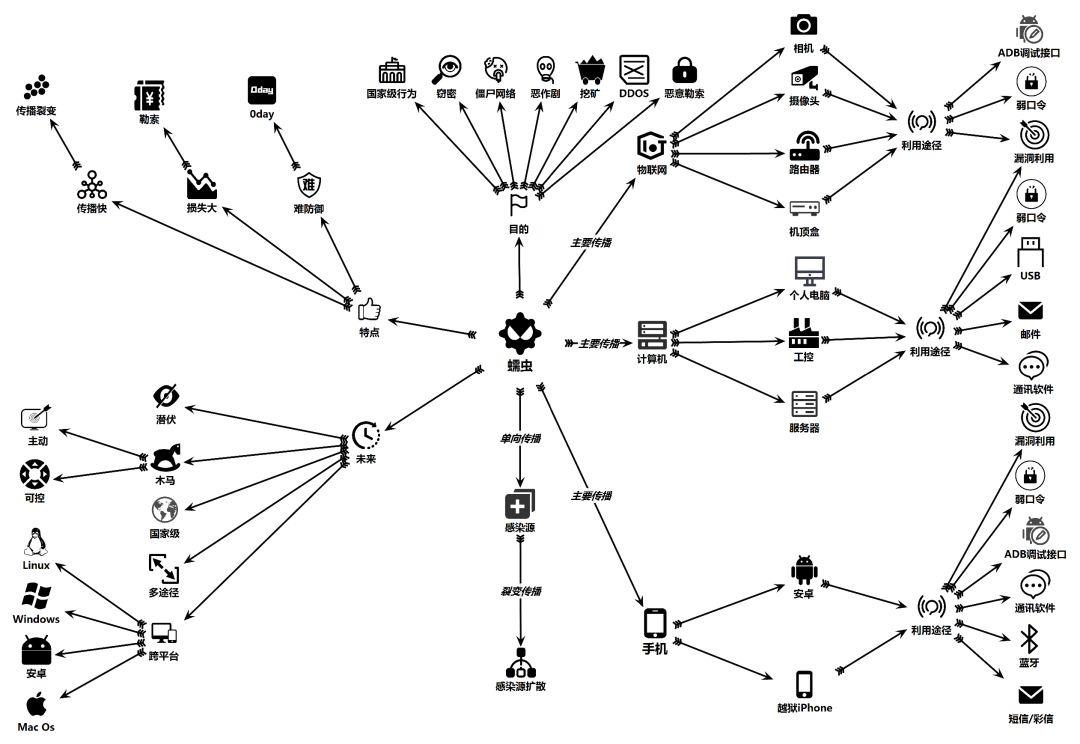 传播裂变
勒索
0day
0day
传播快
损失大
难
难防御
特点
国家级行为
窃密
僵尸网络
恶作剧
挖矿
DDOS
恶意勒索
目的
蠕虫
主要传播
物联网
相机
摄像头
路由器
机顶盒
利用途径
ADB调试接口
弱口令
漏洞利用
主要传播
计算机
个人电脑
工控
服务器
利用途径
弱口令
USB
邮件
通讯软件
漏洞利用
主要传播
手机
安卓
越狱iPhone
利用途径
弱口令
ADB调试接口
通讯软件
蓝牙
短信/彩信
单向传播
感染源
裂变传播
感染源扩散
未来
潜伏
木马
主动
可控
国家级
多途径
跨平台
Linux
Windows
安卓
Mac Os